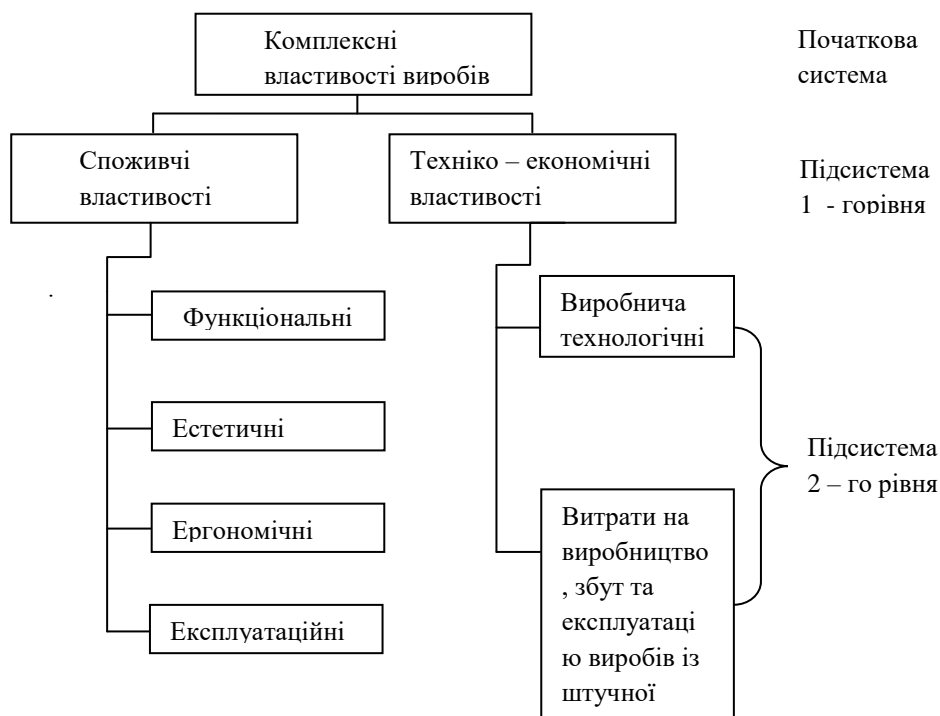 Комплексні
властивості виробів
Початкова
система
Споживчі
властивості
Техніко – економічні
властивості
Підсистема
1 - горівня
Функціональні
Виробнича
технологічні
Естетичні
Підсистема
2 – го рівня
Ергономічні
Витрати на
виробництво
, збут та
експлуатаці
ю виробів із
штучної
Експлуатаційні